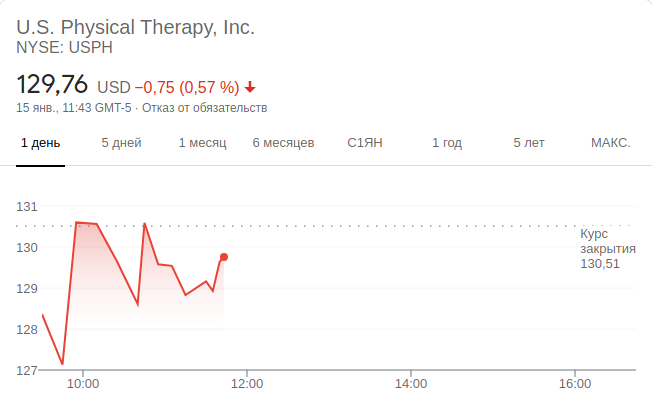 U.S. Physical Therapy, Inc.
NYSE: USPH
129,76 USD −0,75 (0,57 %)
15 янв., 11:43 GMT-5 · Отказ от обязательств
1 день 5 дней 1 месяц 6 месяцев С1ЯН 1 год 5 лет МАКС.
131
Курс
закрытия
130,51
130
129
128
127
10:00 12:00 14:00 16:00